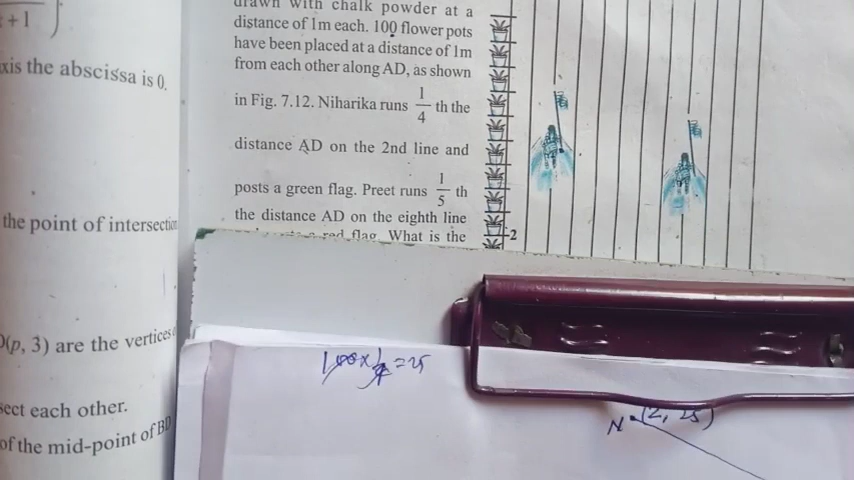 +1
xis the abscissa is 0.
the point of intersection
(p, 3) are the vertices
sect each other.
of the mid-point of BD
drawn with chalk powder at a
distance of 1m each. 100 flower pots
have been placed at a distance of 1m
from each other along AD, as shown
in Fig. 7.12. Niharika runs 1/4 th the
distance AD on the 2nd line and
posts a green flag. Preet runs 1/5 th
the distance AD on the eighth line
red flag. What is the
2
100 x 1/4 = 25
N (2, 25)